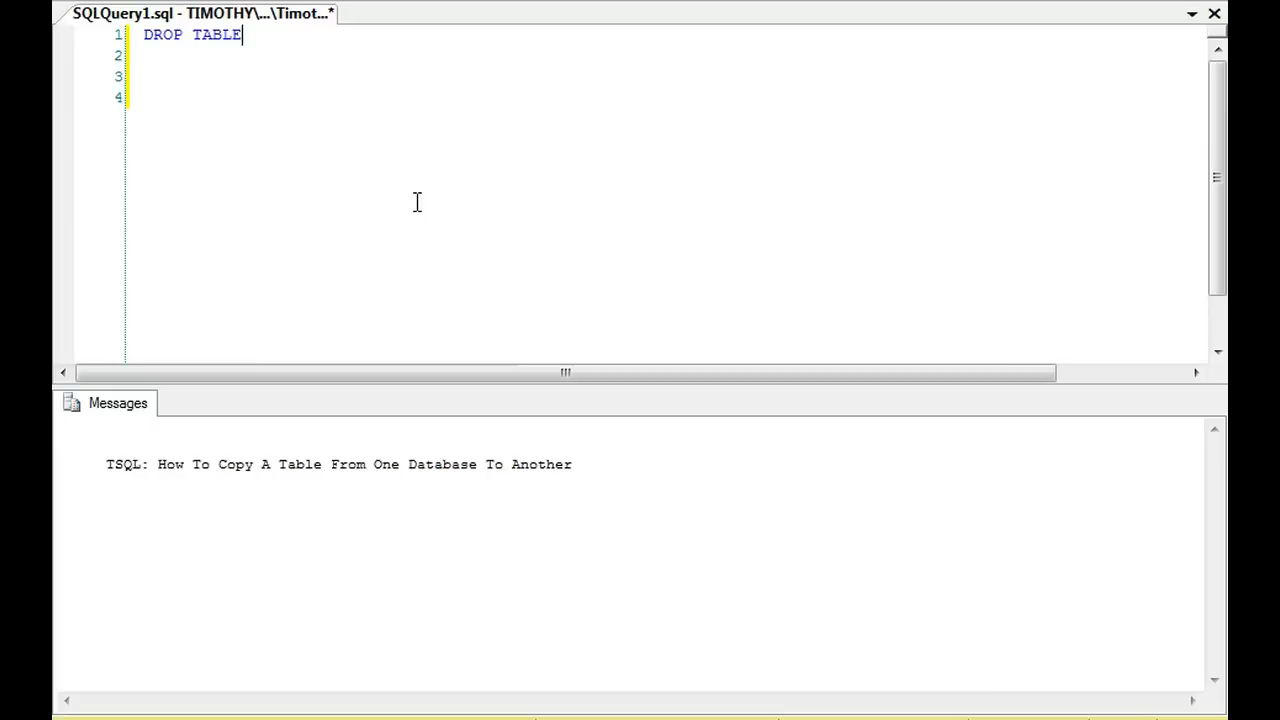 SQLQuery1.sql - TIMOTHY\...\Timot...*
1 DROP TABLE
2
3
4
Messages
TSQL: How To Copy A Table From One Database To Another